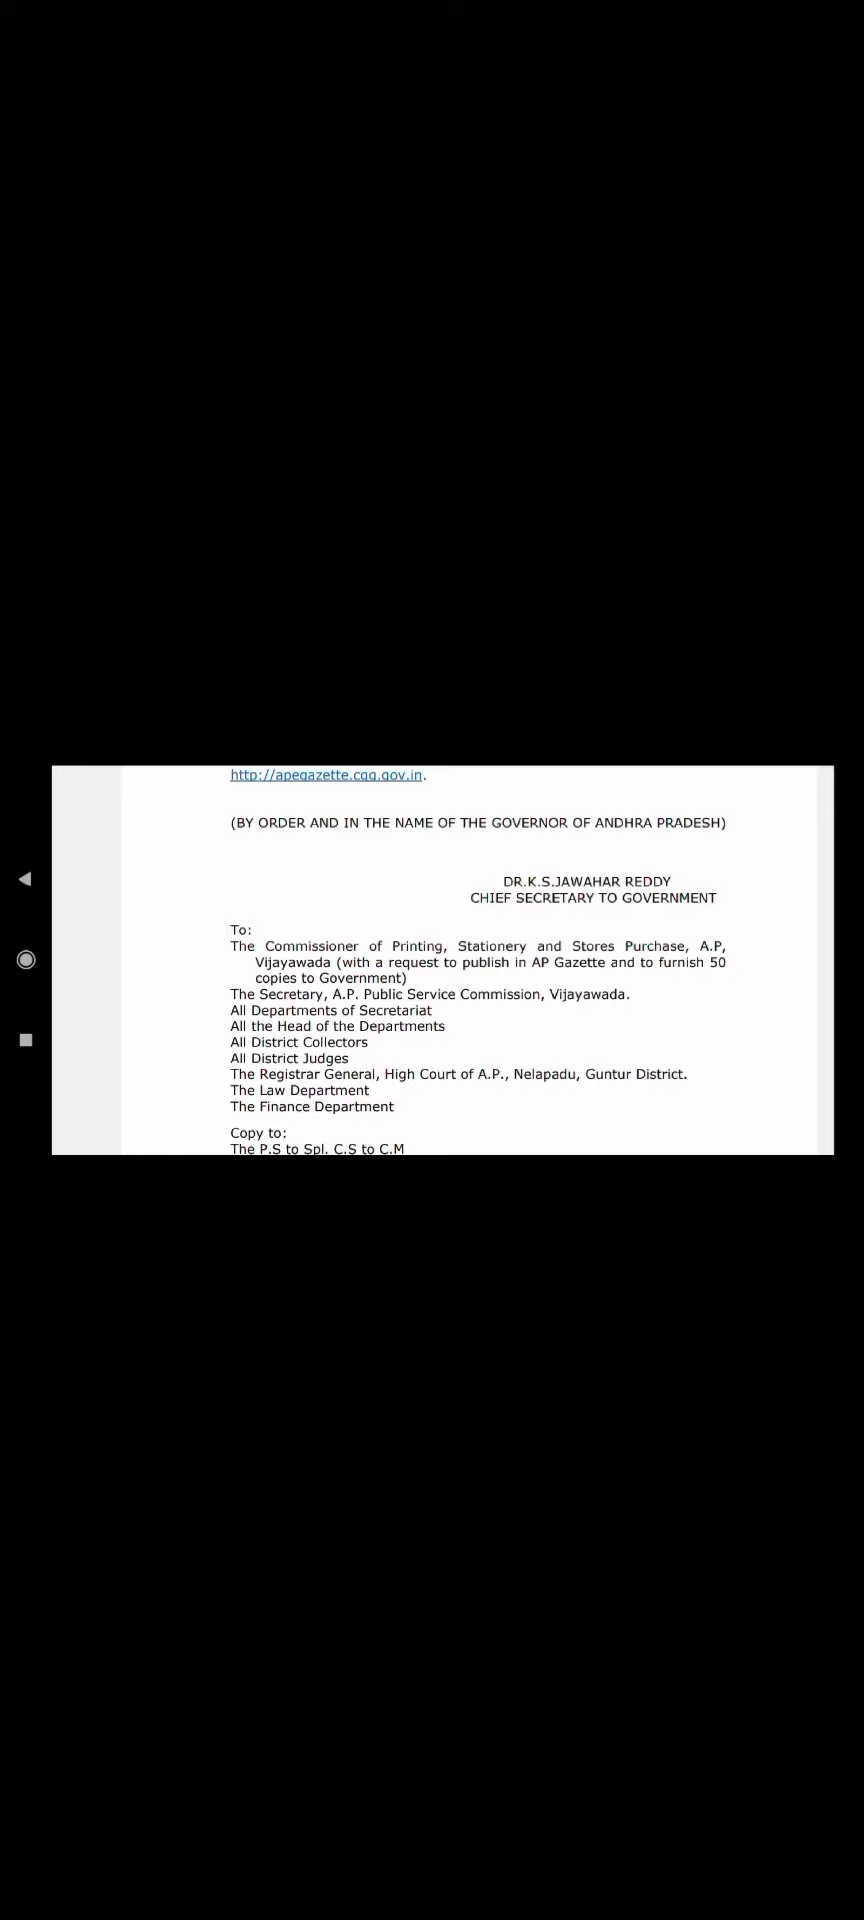 http://apegazette.cgg.gov.in.
(BY ORDER AND IN THE NAME OF THE GOVERNOR OF ANDHRA PRADESH)
DR.K.S.JAWAHAR REDDY
CHIEF SECRETARY TO GOVERNMENT
To:
The Commissioner of Printing, Stationery and Stores Purchase, A.P,
Vijayawada (with a request to publish in AP Gazette and to furnish 50
copies to Government)
The Secretary, A.P. Public Service Commission, Vijayawada.
All Departments of Secretariat
All the Head of the Departments
All District Collectors
All District Judges
The Registrar General, High Court of A.P., Nelapadu, Guntur District.
The Law Department
The Finance Department
Copy to:
The P.S to Spl. C.S to C.M